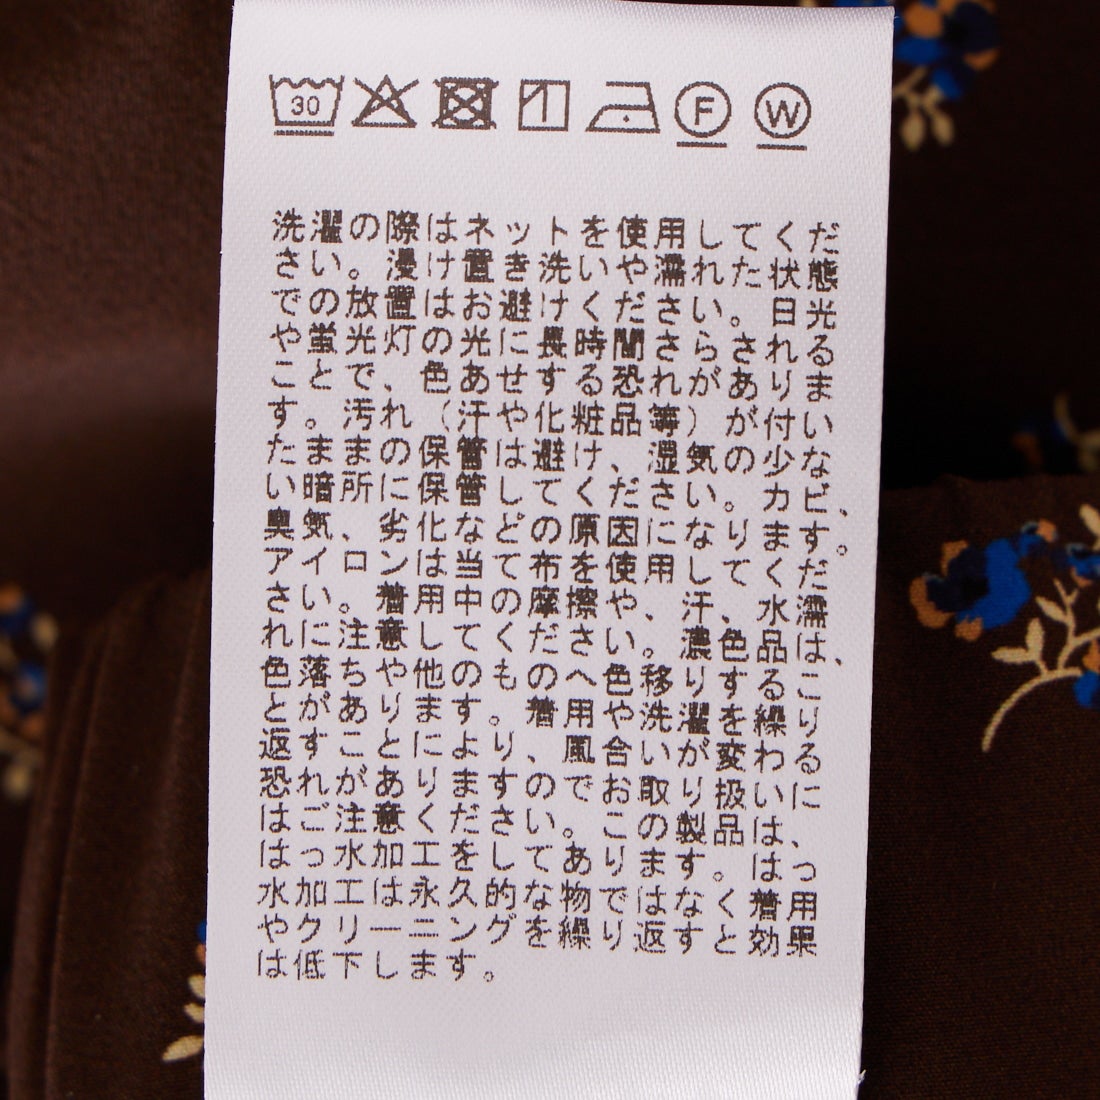 30 F W
洗濯の際はネットを使用してくだ
さい。漫け置き洗いや濡れた状態
での放置はお避けください。日光
や蛍光灯の光に長時間さらされる
ことで、色あせする恐れがありま
す。汚れ(汗や化粧品等)が付い
たままの保管は避け、湿気の少な
い暗所に保管してください。カビ、
奥気、劣化などの原因になります。
アイロンは当て布を使用してくだ
さい。着用中の摩擦や、汗、水濡
れに注意してください。濃色品は、
色落ちや他のものへ色移りするこ
とがあります。着用や洗濯を繰り
返すことにより、風合いが変わる
恐れがありますのでお取り扱いに
はご注意ください。この製品は、
はっ水加工をしてあります。はっ
水加工は永久的な物ではなく着用
やクリーニングを繰り返すと効果
は低下します。